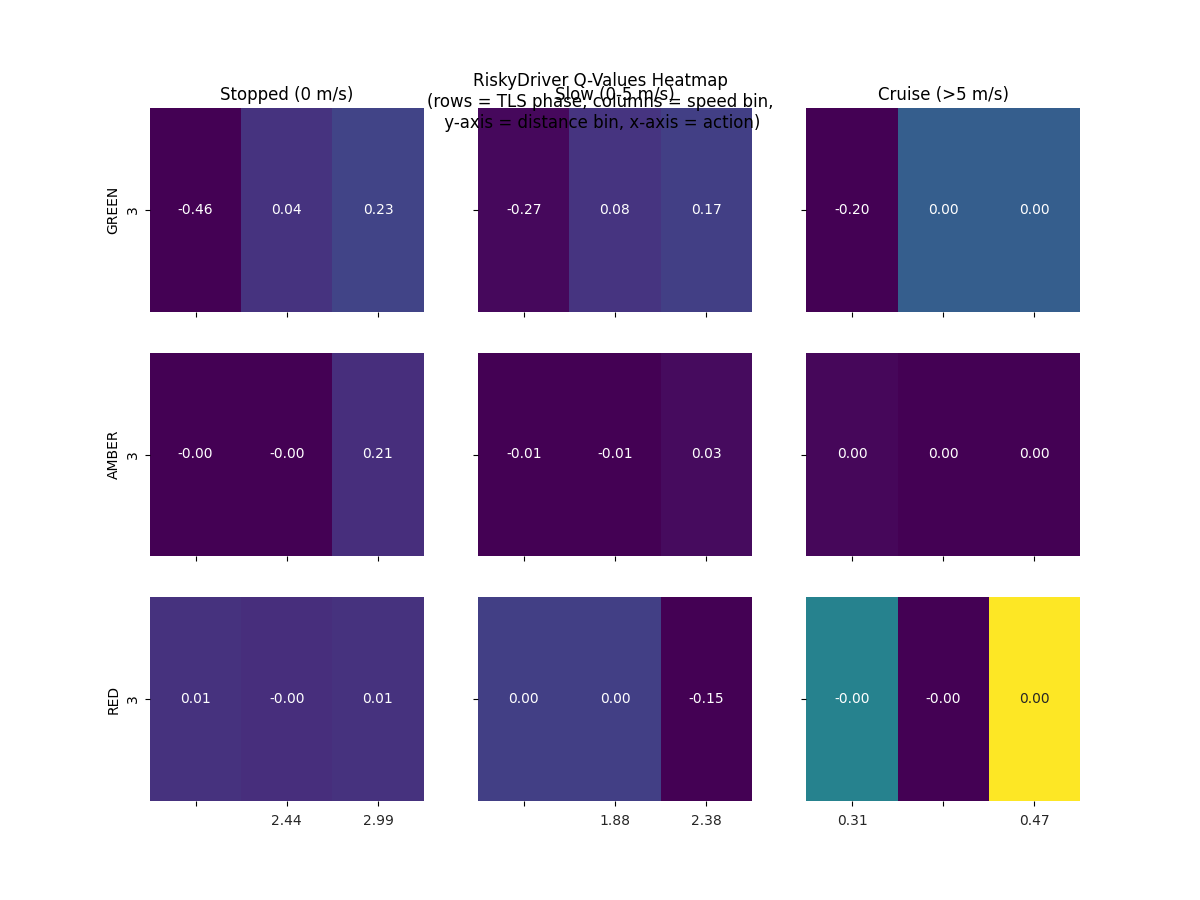 RiskyDriver Q-Values Heatmap
(rows = TLS phase, columns = speed bin,
y-axis = distance bin, x-axis = action)
Stopped (0 m/s)
Slow (0-5 m/s)
Cruise (>5 m/s)
GREEN
3
-0.46 0.04 0.23
-0.27 0.08 0.17
-0.20 0.00 0.00
AMBER
3
-0.00 -0.00 0.21
-0.01 -0.01 0.03
0.00 0.00 0.00
RED
3
0.01 -0.00 0.01
0.00 0.00 -0.15
-0.00 -0.00 0.00
2.44 2.99
1.88 2.38
0.31 0.47